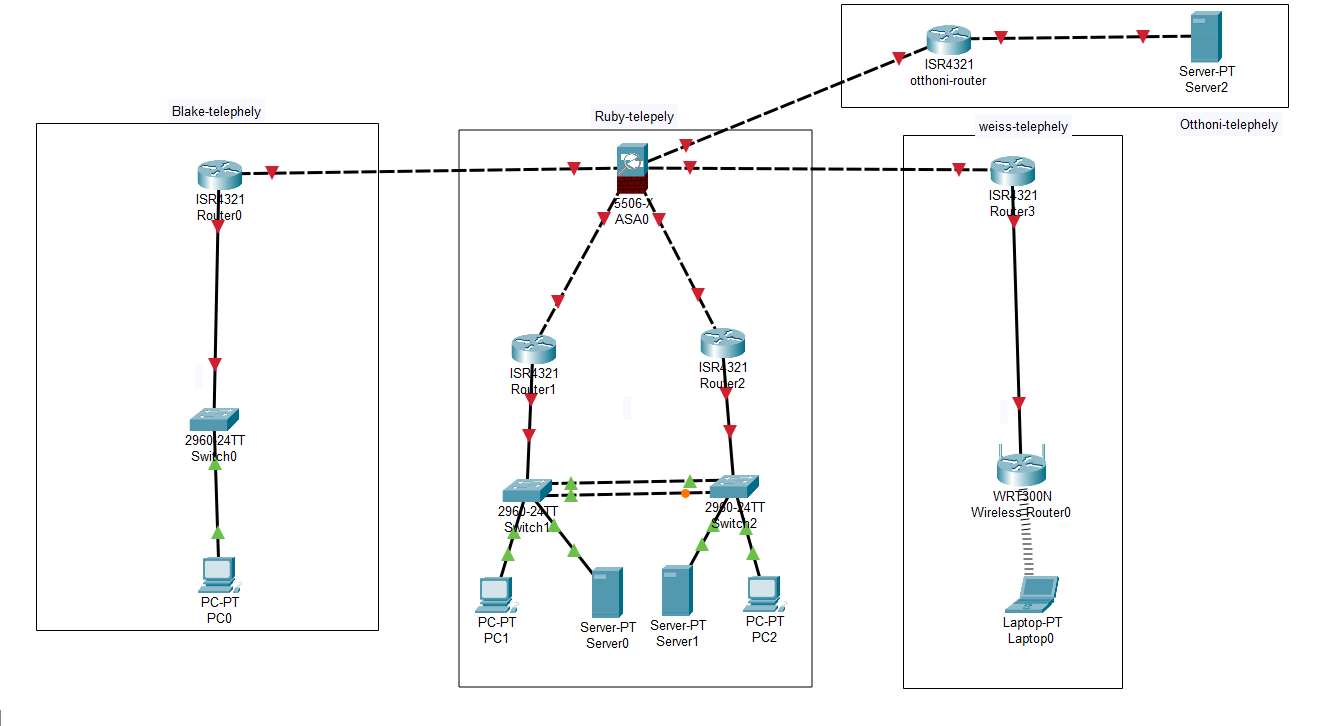 ISR4321
otthoni-router
Server-PT
Server2
Otthoni-telephely
Blake-telephely
ISR4321
Router0
2960-24TT
Switch0
PC-PT
PC0
Ruby-telepely
5506-X
ASA0
ISR4321
Router1
ISR4321
Router2
2960-24TT
Switch1
2960-24TT
Switch2
PC-PT
PC1
Server-PT
Server0
Server-PT
Server1
PC-PT
PC2
weiss-telephely
ISR4321
Router3
WRT300N
Wireless Router0
Laptop-PT
Laptop0